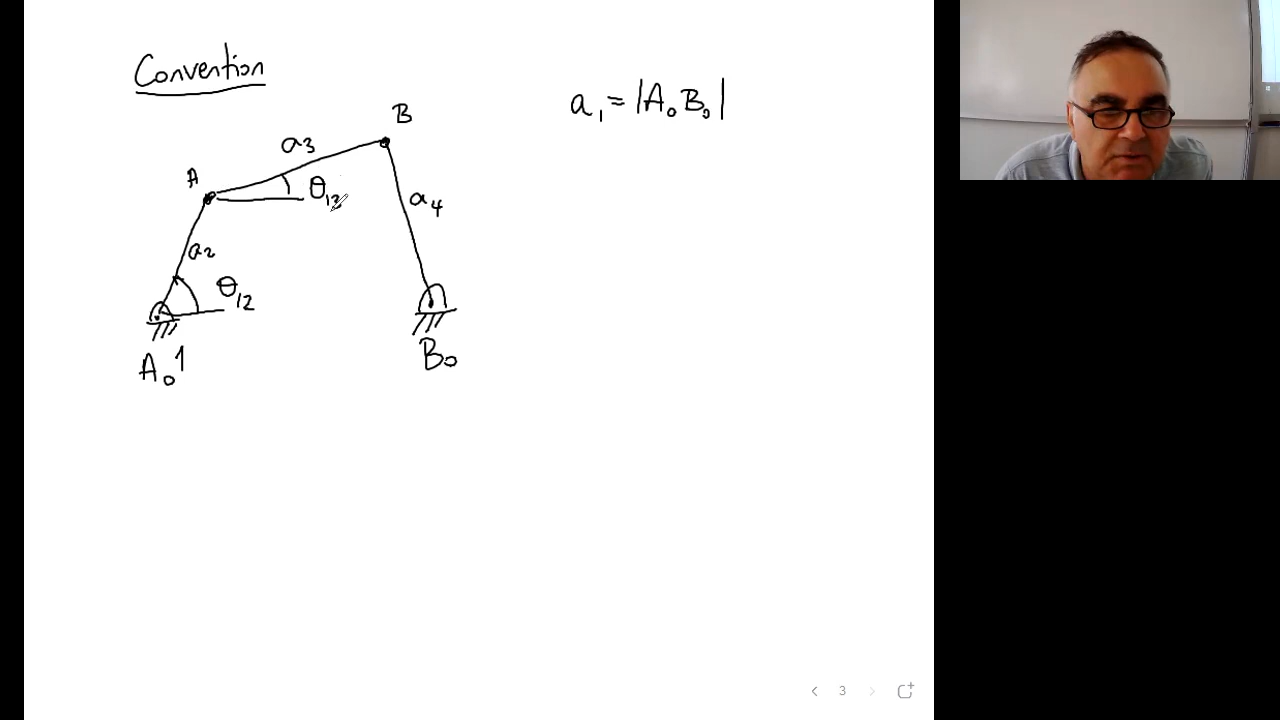 Convention
a₁ = |A₀B₀|
B
a₃
A
θ₁₃
a₄
a₂
θ₁₂
A₀ 1
B₀
3